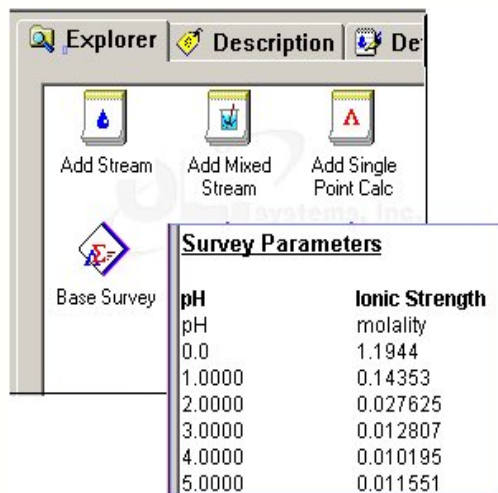 Explorer
Description
De
Add Stream
Add Mixed Stream
Add Single Point Calc
Systems, Inc.
Base Survey
Survey Parameters
pH Ionic Strength
pH molality
0.0 1.1944
1.0000 0.14353
2.0000 0.027625
3.0000 0.012807
4.0000 0.010195
5.0000 0.011551